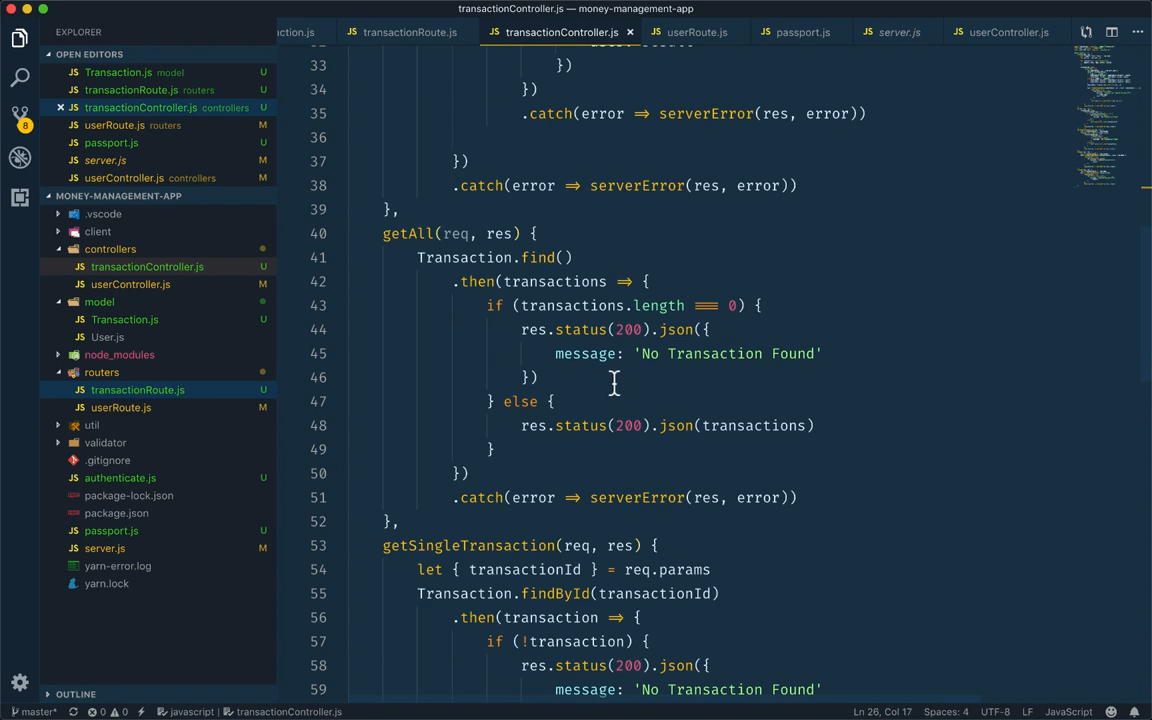 transactionController.js — money-management-app
EXPLORER
ction.js
transactionRoute.js
transactionController.js ×
userRoute.js
passport.js
server.js
userController.js
OPEN EDITORS
Transaction.js model U
transactionRoute.js routers U
transactionController.js controllers U
userRoute.js routers M
passport.js U
server.js M
userController.js controllers M
MONEY-MANAGEMENT-APP
.vscode
client
controllers
transactionController.js U
userController.js M
model
Transaction.js U
User.js
node_modules
routers
transactionRoute.js U
userRoute.js M
util
validator
.gitignore
authenticate.js U
package-lock.json
package.json
passport.js U
server.js M
yarn-error.log
yarn.lock
OUTLINE
8
33 })
34 })
35 .catch(error => serverError(res, error))
36
37 })
38 .catch(error => serverError(res, error))
39 },
40 getAll(req, res) {
41 Transaction.find()
42 .then(transactions => {
43 if (transactions.length === 0) {
44 res.status(200).json({
45 message: 'No Transaction Found'
46 })
47 } else {
48 res.status(200).json(transactions)
49 }
50 })
51 .catch(error => serverError(res, error))
52 },
53 getSingleTransaction(req, res) {
54 let { transactionId } = req.params
55 Transaction.findById(transactionId)
56 .then(transaction => {
57 if (!transaction) {
58 res.status(200).json({
59 message: 'No Transaction Found'
master* 0 0 javascript | transactionController.js Ln 26, Col 17 Spaces: 4 UTF-8 LF JavaScript